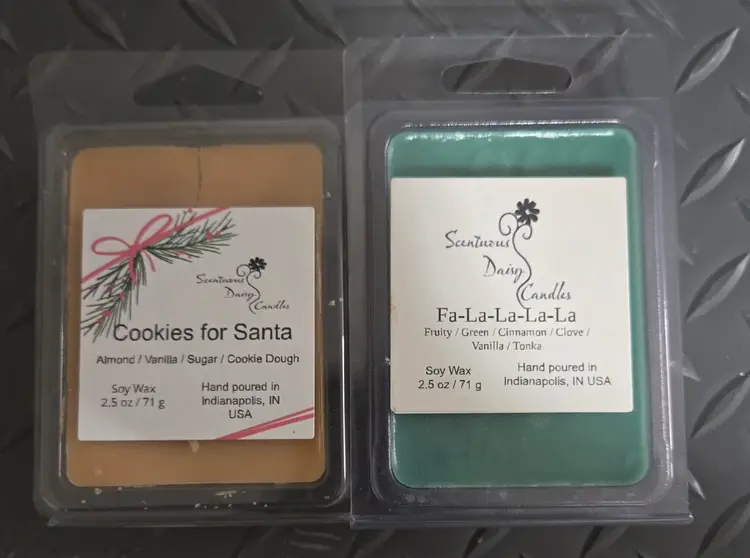 Scentuous
Daisy
Candles
Cookies for Santa
Almond / Vanilla / Sugar / Cookie Dough
Soy Wax
2.5 oz / 71 g
Hand poured in
Indianapolis, IN
USA
Scentuous
Daisy
Candles
Fa-La-La-La-La
Fruity / Green / Cinnamon / Clove /
Vanilla / Tonka
Soy Wax
2.5 oz / 71 g
Hand poured in
Indianapolis, IN USA